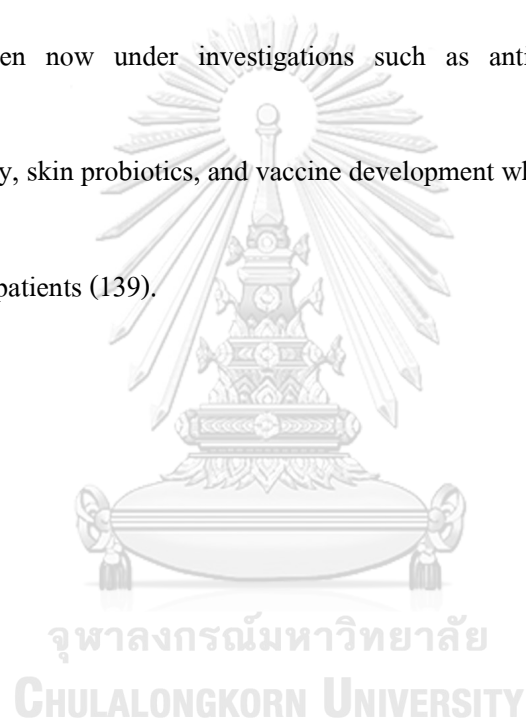 en now under investigations such as anti
y, skin probiotics, and vaccine development wh
patients (139).
จุฬาลงกรณ์มหาวิทยาลัย
CHULALONGKORN UNIVERSITY